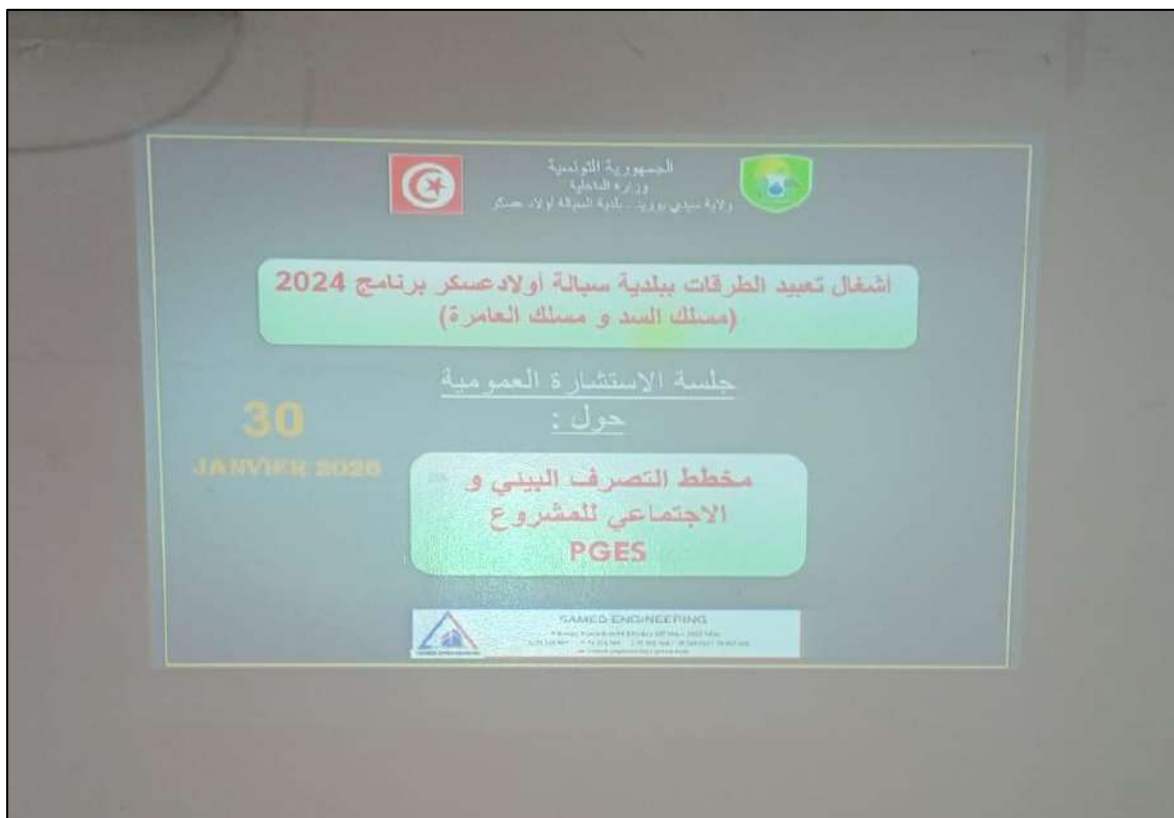 الجمهورية التونسية
وزارة الداخلية
ولاية سيدي بوزيد - بلدية السبالة اولاد عسكر
أشغال تعبيد الطرقات ببلدية سبالة أولادعسكر برنامج 2024
(مسلك السد و مسلك العامرة)
جلسة الاستشارة العمومية
حول :
30
JANVIER 2026
مخطط التصرف البيئي و
الاجتماعي للمشروع
PGES
SAMED ENGINEERING